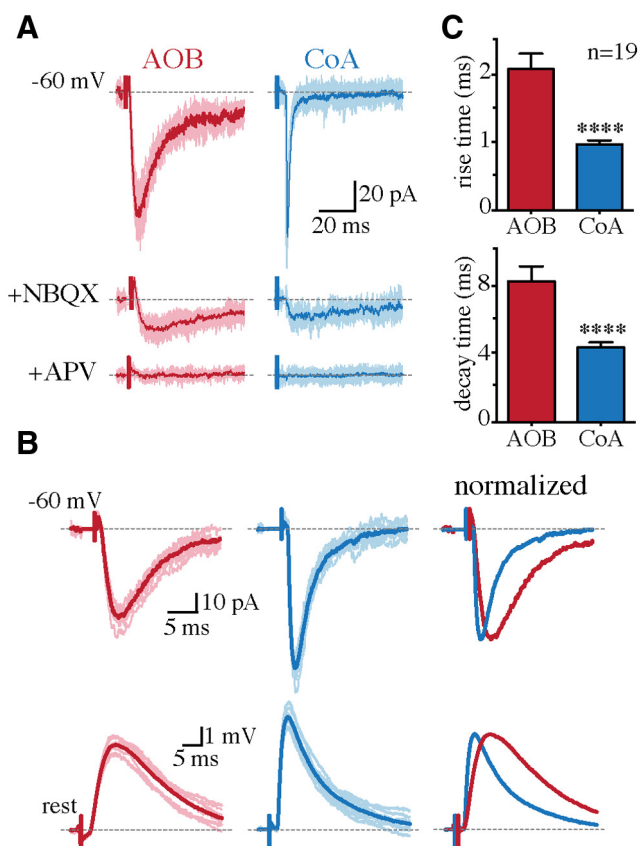 A
AOB
CoA
-60 mV
20 pA
20 ms
+NBQX
+APV
C
n=19
rise time (ms)
2
1
0
****
AOB
CoA
decay time (ms)
8
4
0
****
AOB
CoA
B
-60 mV
normalized
10 pA
5 ms
1 mV
5 ms
rest